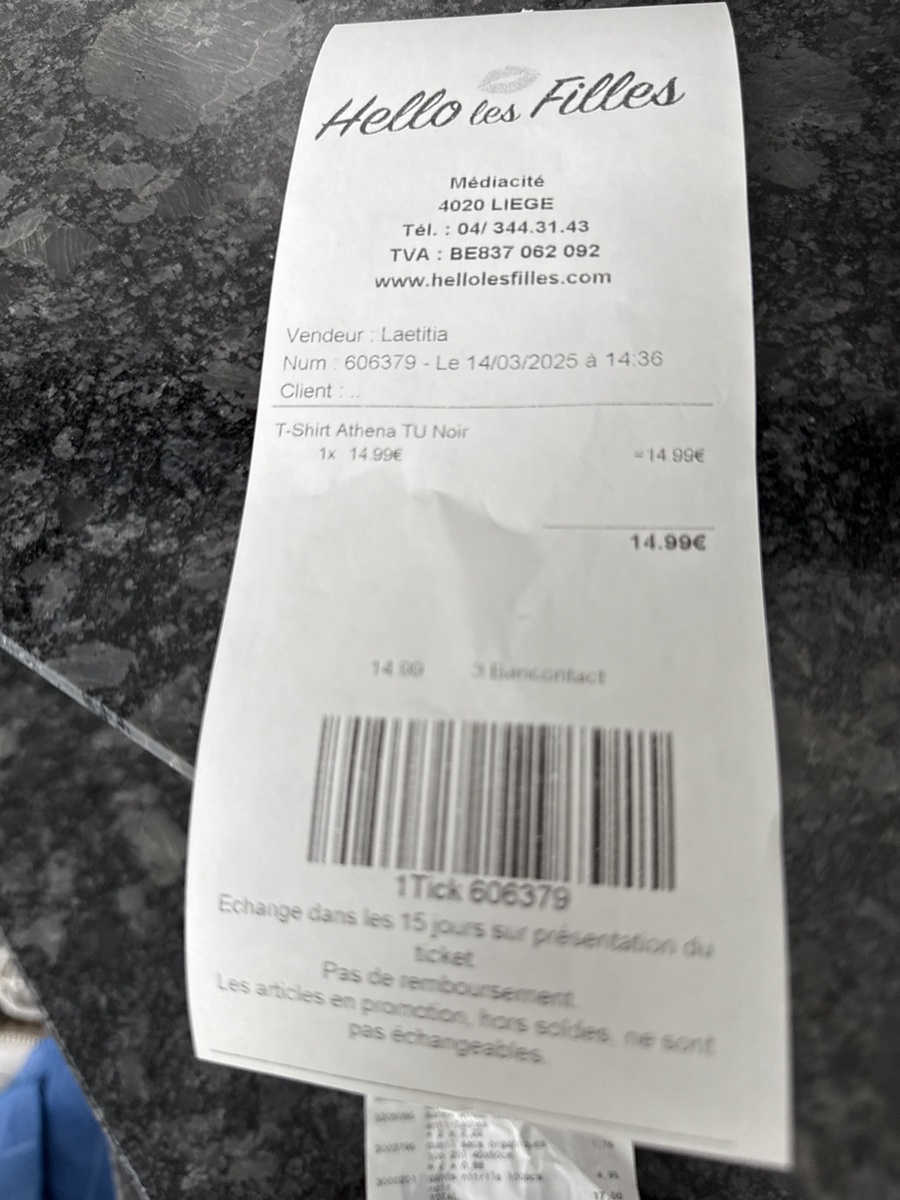 Hello les Filles
Médiacité
4020 LIEGE
Tél. : 04/ 344.31.43
TVA : BE837 062 092
www.hellolesfilles.com
Vendeur : Laetitia
Num : 606379 - Le 14/03/2025 à 14:36
Client : ..
T-Shirt Athena TU Noir
1x 14.99€ =14.99€
14.99€
14.99 3 Bancontact
1Tick 606379
Echange dans les 15 jours sur présentation du
ticket.
Pas de remboursement.
Les articles en promotion, hors soldes, ne sont
pas échangeables.